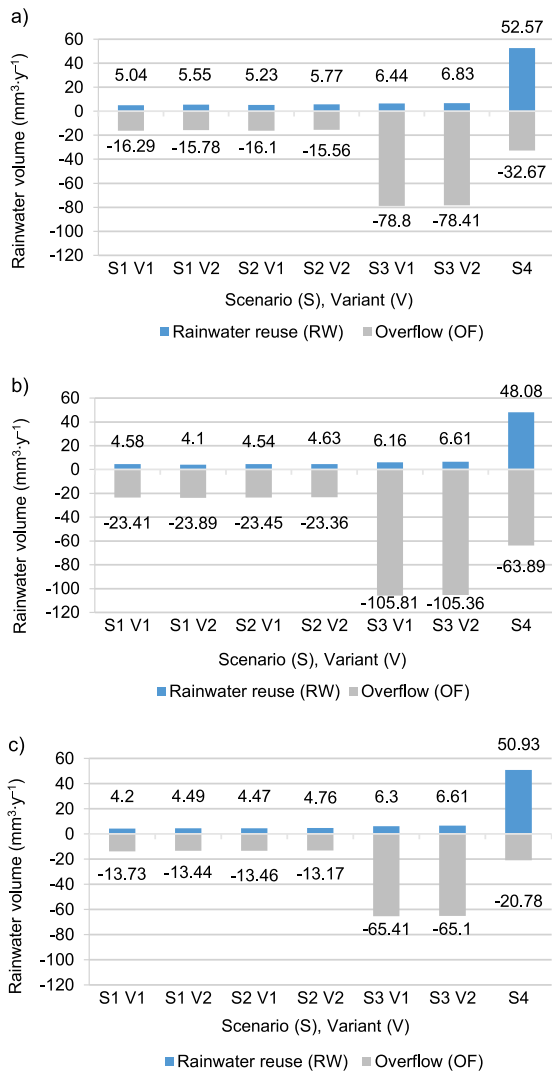 a)
52.57
60
5.04 5.55 5.23 5.77 6.44 6.83
40
20
0
-20
-16.29 -15.78 -16.1 -15.56
-40
-32.67
-60
-80
-78.8 -78.41
-100
-120
Rainwater volume (mm³·y⁻¹)
S1 V1 S1 V2 S2 V1 S2 V2 S3 V1 S3 V2 S4
Scenario (S), Variant (V)
Rainwater reuse (RW) Overflow (OF)
b)
48.08
60
4.58 4.1 4.54 4.63 6.16 6.61
40
20
0
-20
-23.41 -23.89 -23.45 -23.36
-40
-60
-63.89
-80
-100
-105.81 -105.36
-120
Rainwater volume (mm³·y⁻¹)
S1 V1 S1 V2 S2 V1 S2 V2 S3 V1 S3 V2 S4
Scenario (S), Variant (V)
Rainwater reuse (RW) Overflow (OF)
c)
50.93
60
4.2 4.49 4.47 4.76 6.3 6.61
40
20
0
-20
-13.73 -13.44 -13.46 -13.17
-40
-20.78
-60
-65.41 -65.1
-80
-100
-120
Rainwater volume (mm³·y⁻¹)
S1 V1 S1 V2 S2 V1 S2 V2 S3 V1 S3 V2 S4
Scenario (S), Variant (V)
Rainwater reuse (RW) Overflow (OF)